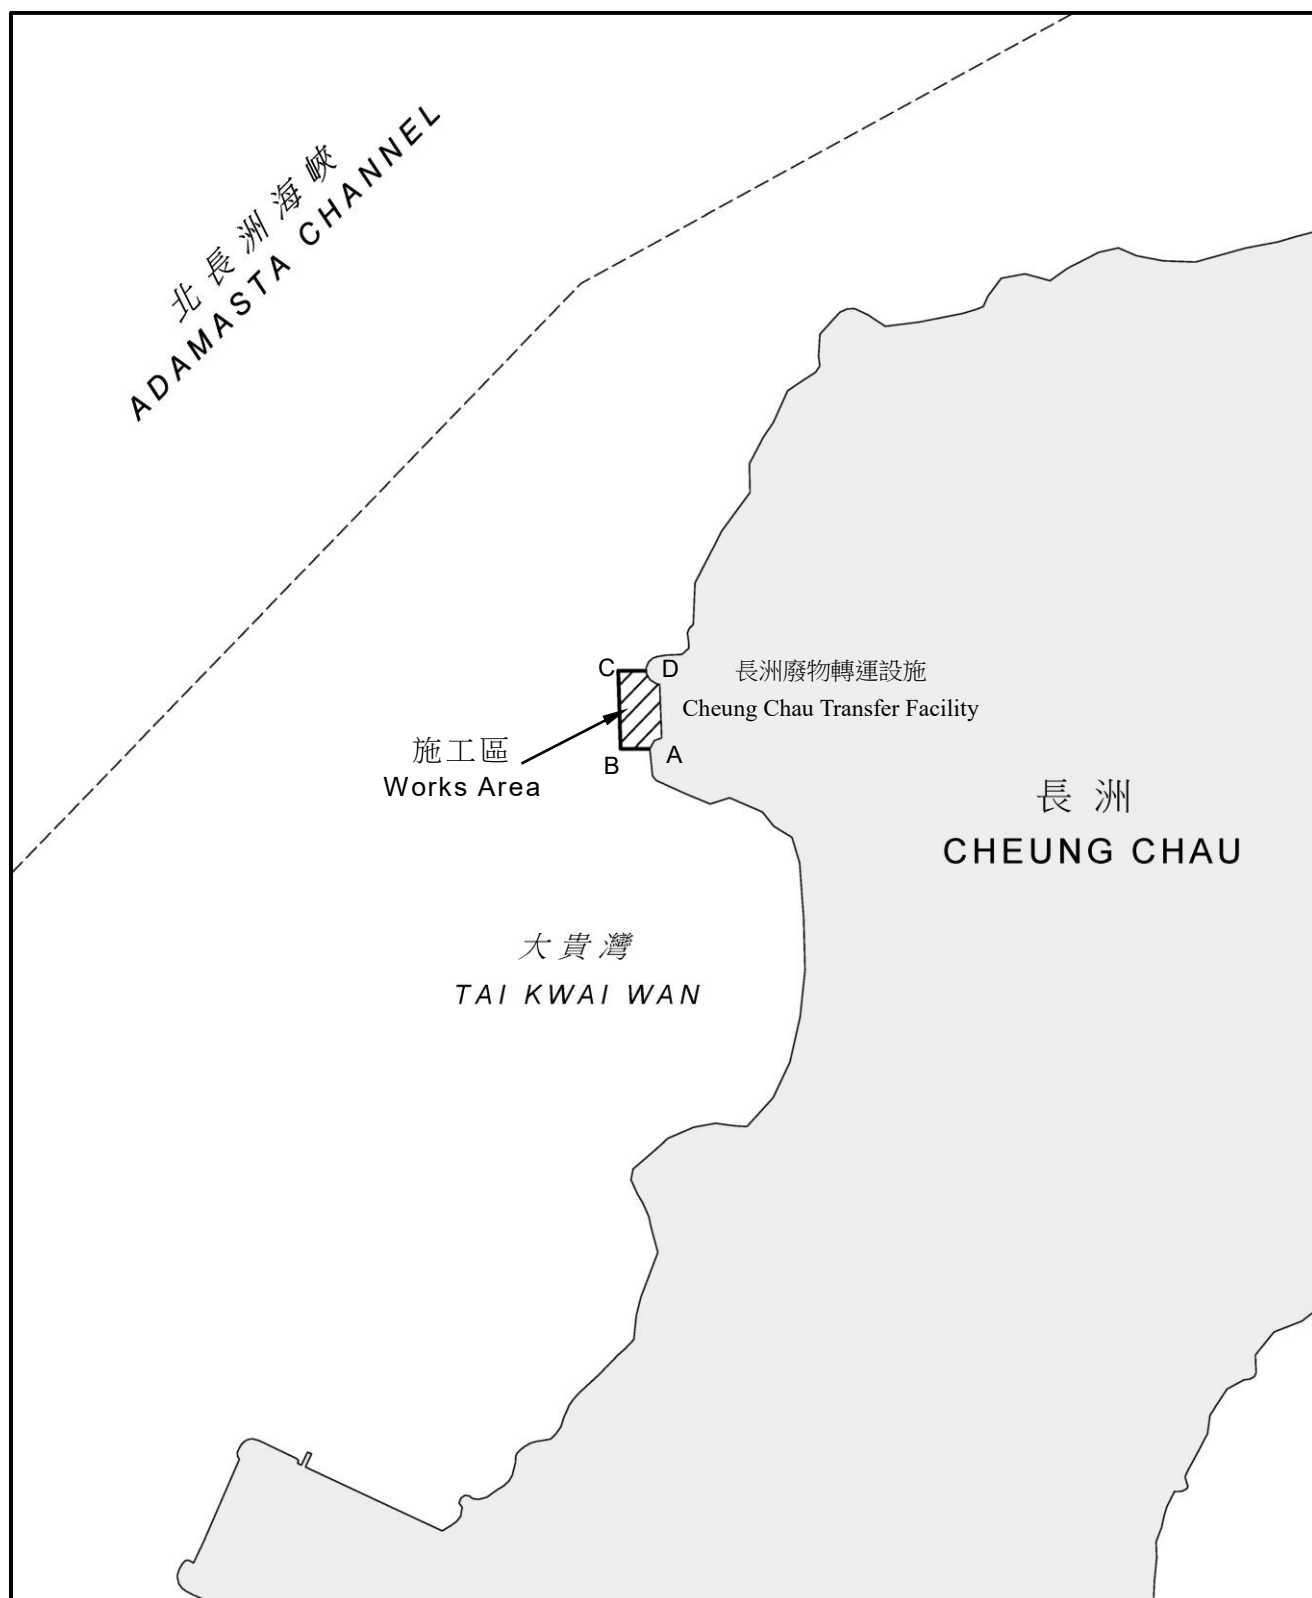 北長洲海峽
ADAMASTA CHANNEL
C
D
長洲廢物轉運設施
Cheung Chau Transfer Facility
施工區
Works Area
B
A
長洲
CHEUNG CHAU
大貴灣
TAI KWAI WAN